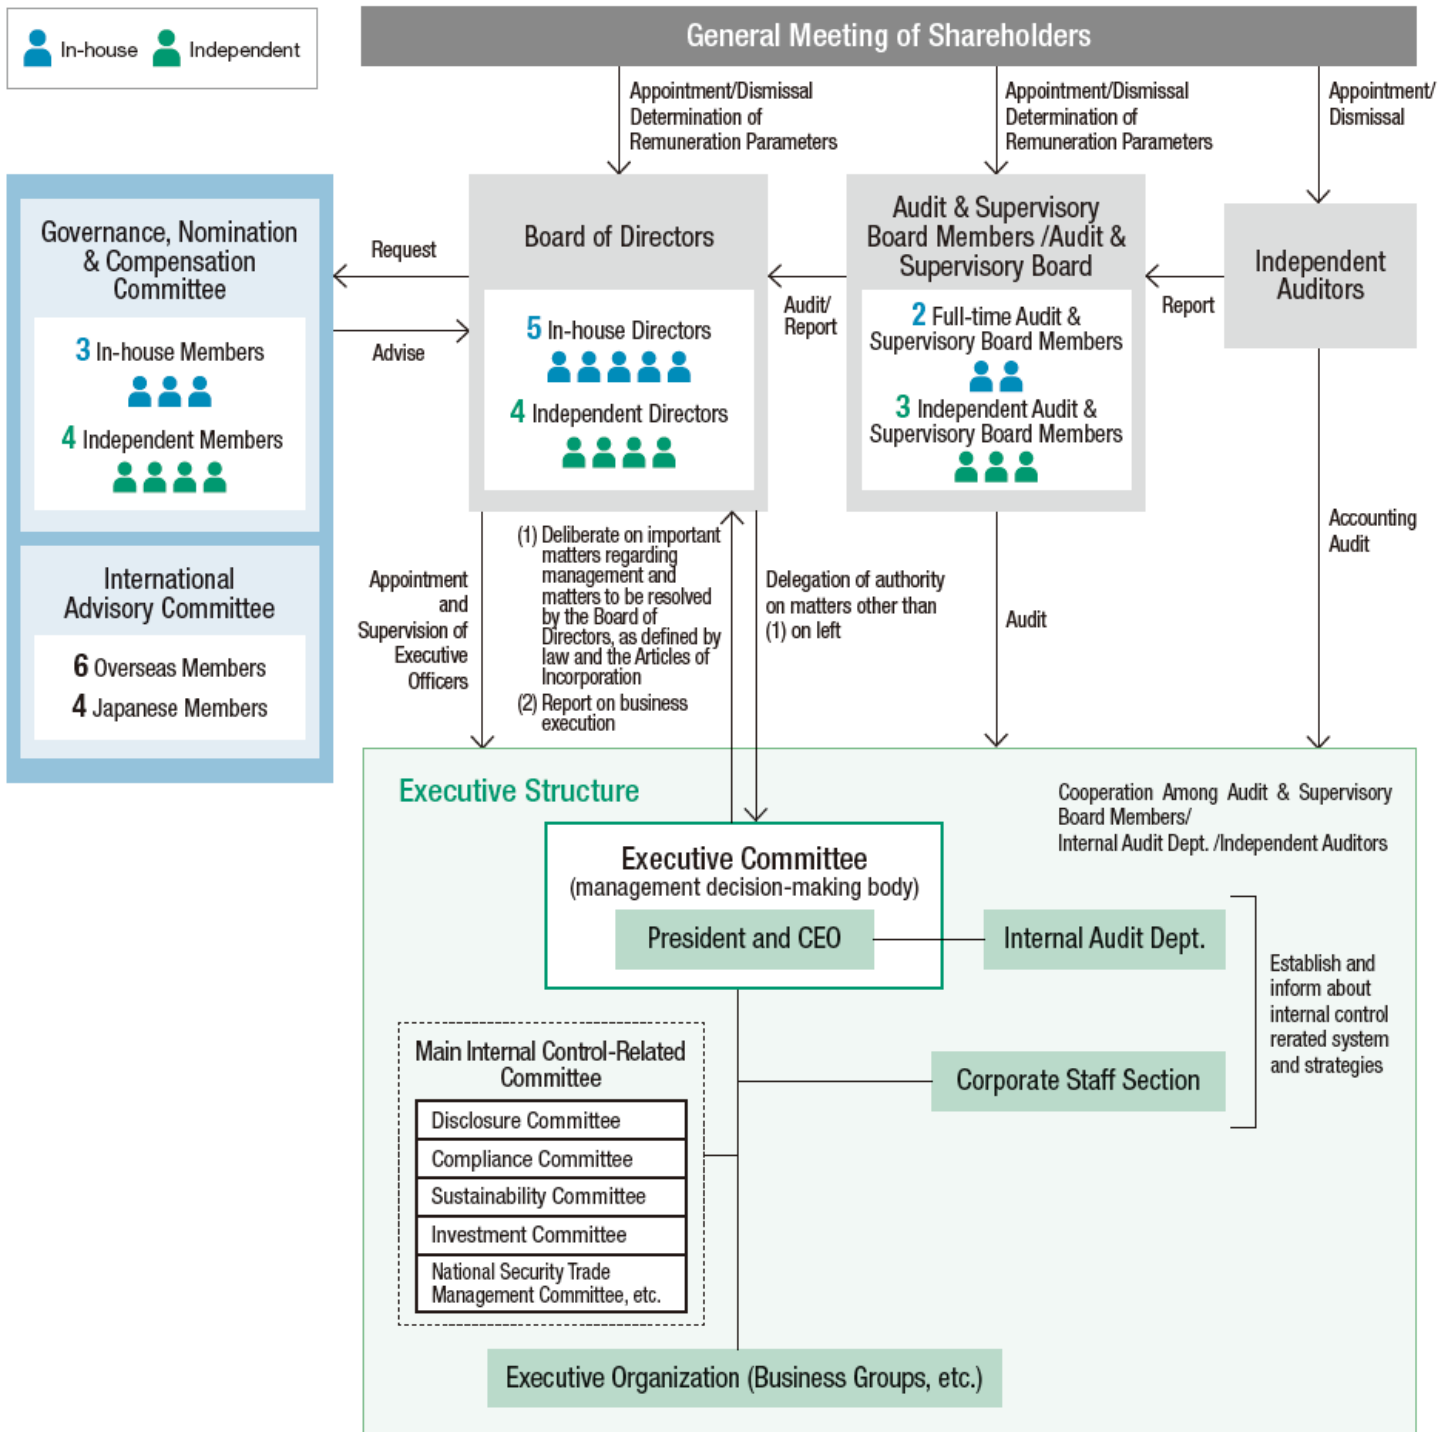 In-house
Independent
General Meeting of Shareholders
Appointment/Dismissal
Determination of
Remuneration Parameters
Appointment/Dismissal
Determination of
Remuneration Parameters
Appointment/
Dismissal
Governance, Nomination
& Compensation
Committee
3 In-house Members
4 Independent Members
Request
Advise
Board of Directors
5 In-house Directors
4 Independent Directors
Audit/
Report
Audit & Supervisory
Board Members /Audit &
Supervisory Board
2 Full-time Audit &
Supervisory Board Members
3 Independent Audit &
Supervisory Board Members
Report
Independent
Auditors
International
Advisory Committee
6 Overseas Members
4 Japanese Members
Appointment
and
Supervision of
Executive
Officers
(1) Deliberate on important
matters regarding
management and
matters to be resolved
by the Board of
Directors, as defined by
law and the Articles of
Incorporation
(2) Report on business
execution
Delegation of authority
on matters other than
(1) on left
Audit
Accounting
Audit
Executive Structure
Cooperation Among Audit & Supervisory
Board Members/
Internal Audit Dept. /Independent Auditors
Executive Committee
(management decision-making body)
President and CEO
Internal Audit Dept.
Establish and
inform about
internal control
rerated system
and strategies
Corporate Staff Section
Main Internal Control-Related
Committee
Disclosure Committee
Compliance Committee
Sustainability Committee
Investment Committee
National Security Trade
Management Committee, etc.
Executive Organization (Business Groups, etc.)